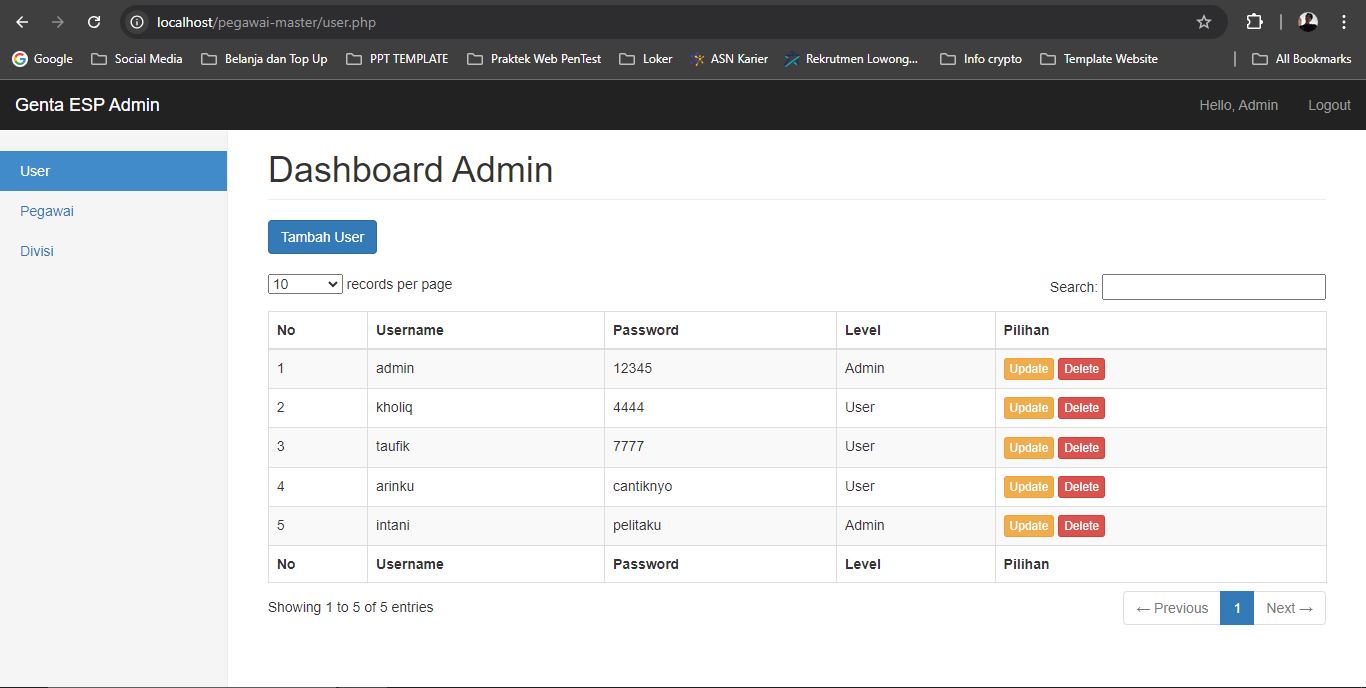 localhost/pegawai-master/user.php
Google Social Media Belanja dan Top Up PPT TEMPLATE Praktek Web PenTest Loker ASN Karier Rekrutmen Lowong... Info crypto Template Website All Bookmarks
Genta ESP Admin Hello, Admin Logout
User
Pegawai
Divisi
Dashboard Admin
Tambah User
10 records per page Search:
No Username Password Level Pilihan
1 admin 12345 Admin Update Delete
2 kholiq 4444 User Update Delete
3 taufik 7777 User Update Delete
4 arinku cantiknyo User Update Delete
5 intani pelitaku Admin Update Delete
No Username Password Level Pilihan
Showing 1 to 5 of 5 entries ← Previous 1 Next →